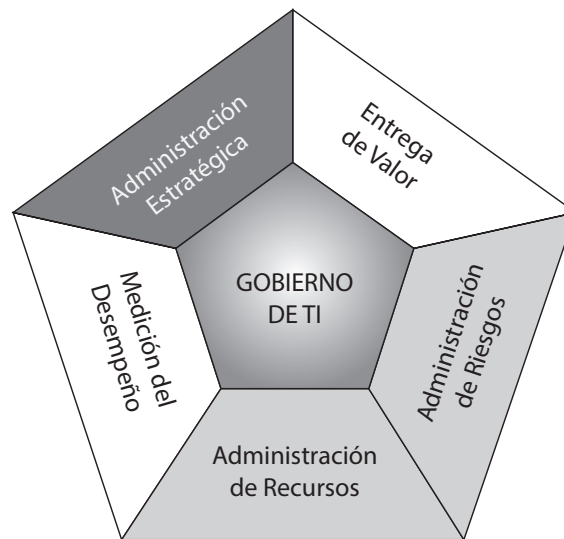 Administración
Estratégica
Entrega
de Valor
GOBIERNO
DE TI
Medición del
Desempeño
Administración
de Riesgos
Administración
de Recursos